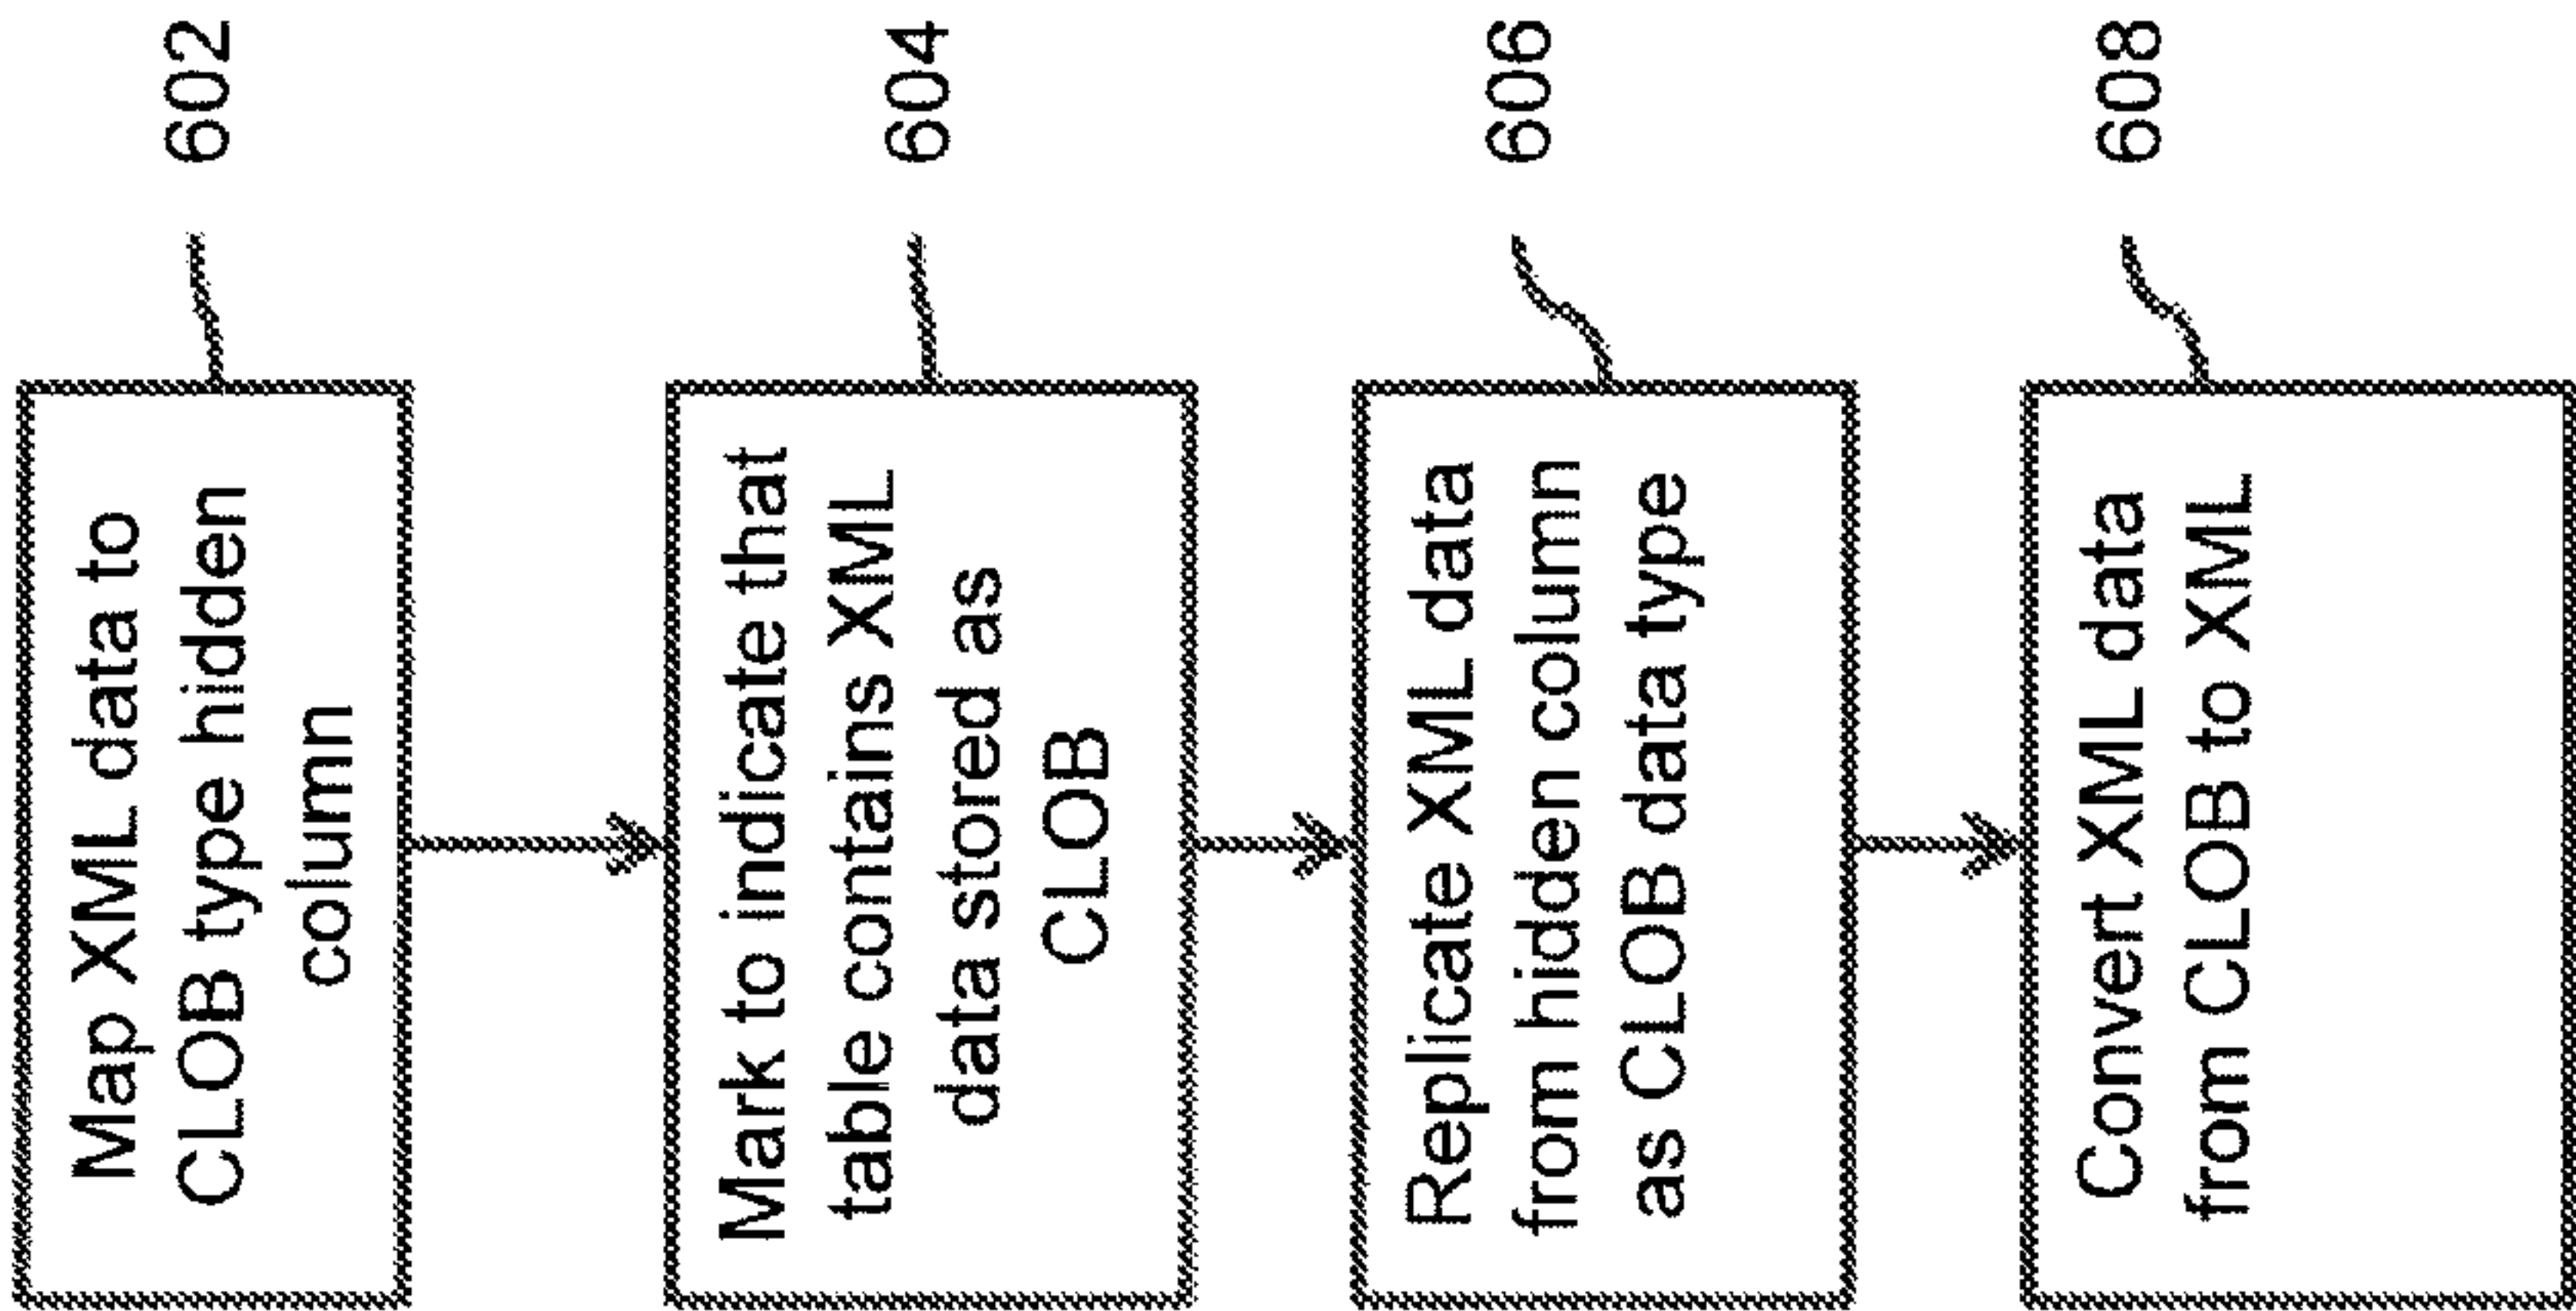 Map XML data to
CLOB type hidden
column
602
Mark to indicate that
table contains XML
data stored as
CLOB
604
Replicate XML data
from hidden column
as CLOB data type
606
Convert XML data
from CLOB to XML
608